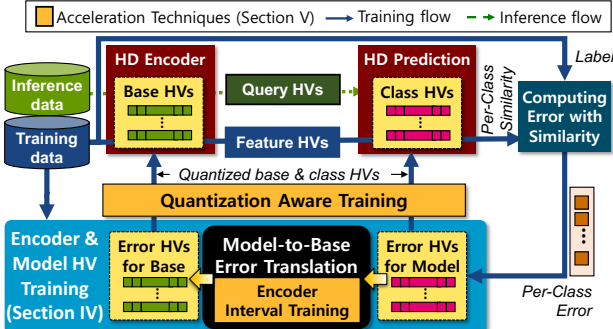 Acceleration Techniques (Section V)
Training flow
Inference flow
HD Encoder
HD Prediction
Label
Inference
data
Base HVs
Query HVs
Class HVs
Per-Class
Similarity
Computing
Error with
Similarity
Training
data
Feature HVs
Quantized base & class HVs
Quantization Aware Training
Encoder &
Model HV
Training
(Section IV)
Error HVs
for Base
Model-to-Base
Error Translation
Encoder
Interval Training
Error HVs
for Model
Per-Class
Error